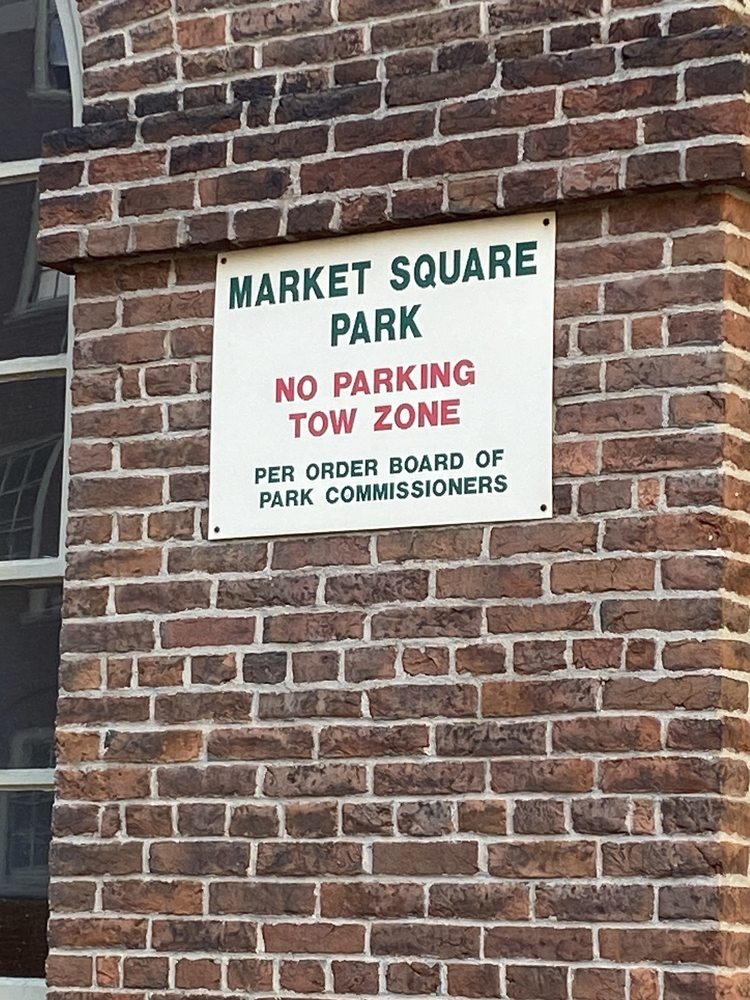 MARKET SQUARE
PARK
NO PARKING
TOW ZONE
PER ORDER BOARD OF
PARK COMMISSIONERS